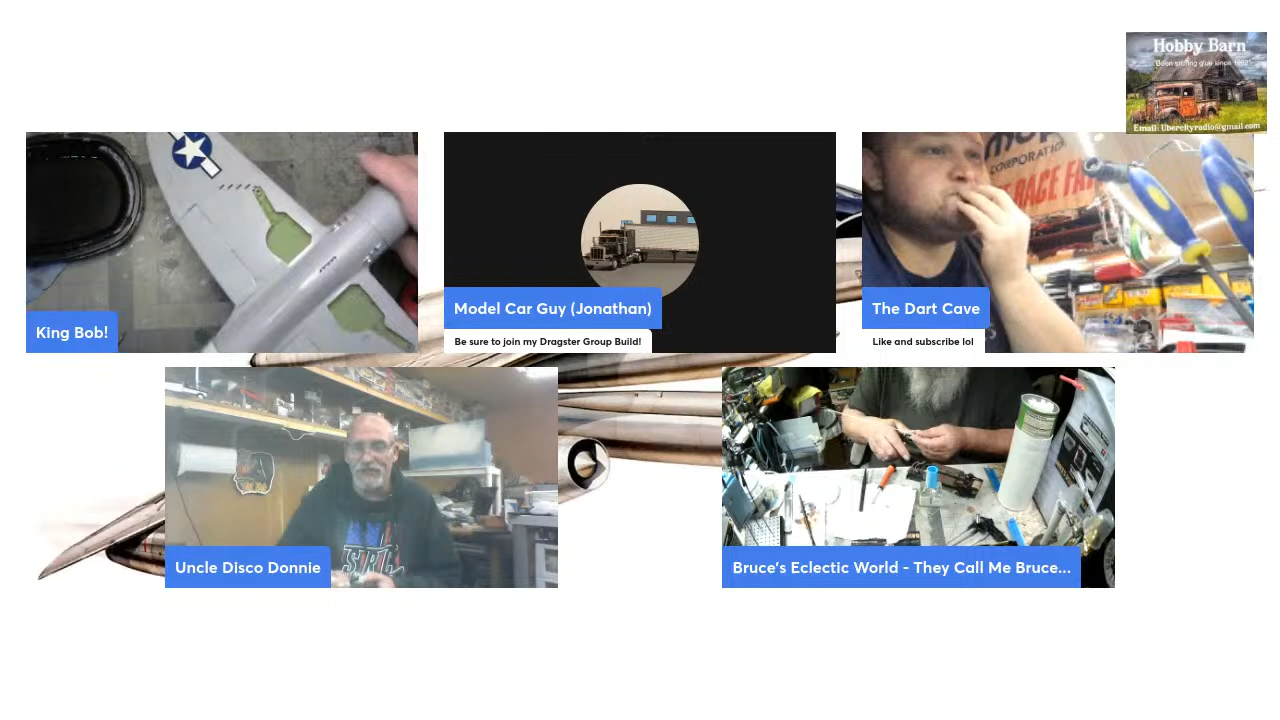 Hobby Barn
Been sniffing glue since 1962!
Email: Ubercityradio@gmail.com
CORPORATION
King Bob!
Model Car Guy (Jonathan)
Be sure to join my Dragster Group Build!
The Dart Cave
Like and subscribe lol
Uncle Disco Donnie
Bruce's Eclectic World - They Call Me Bruce...